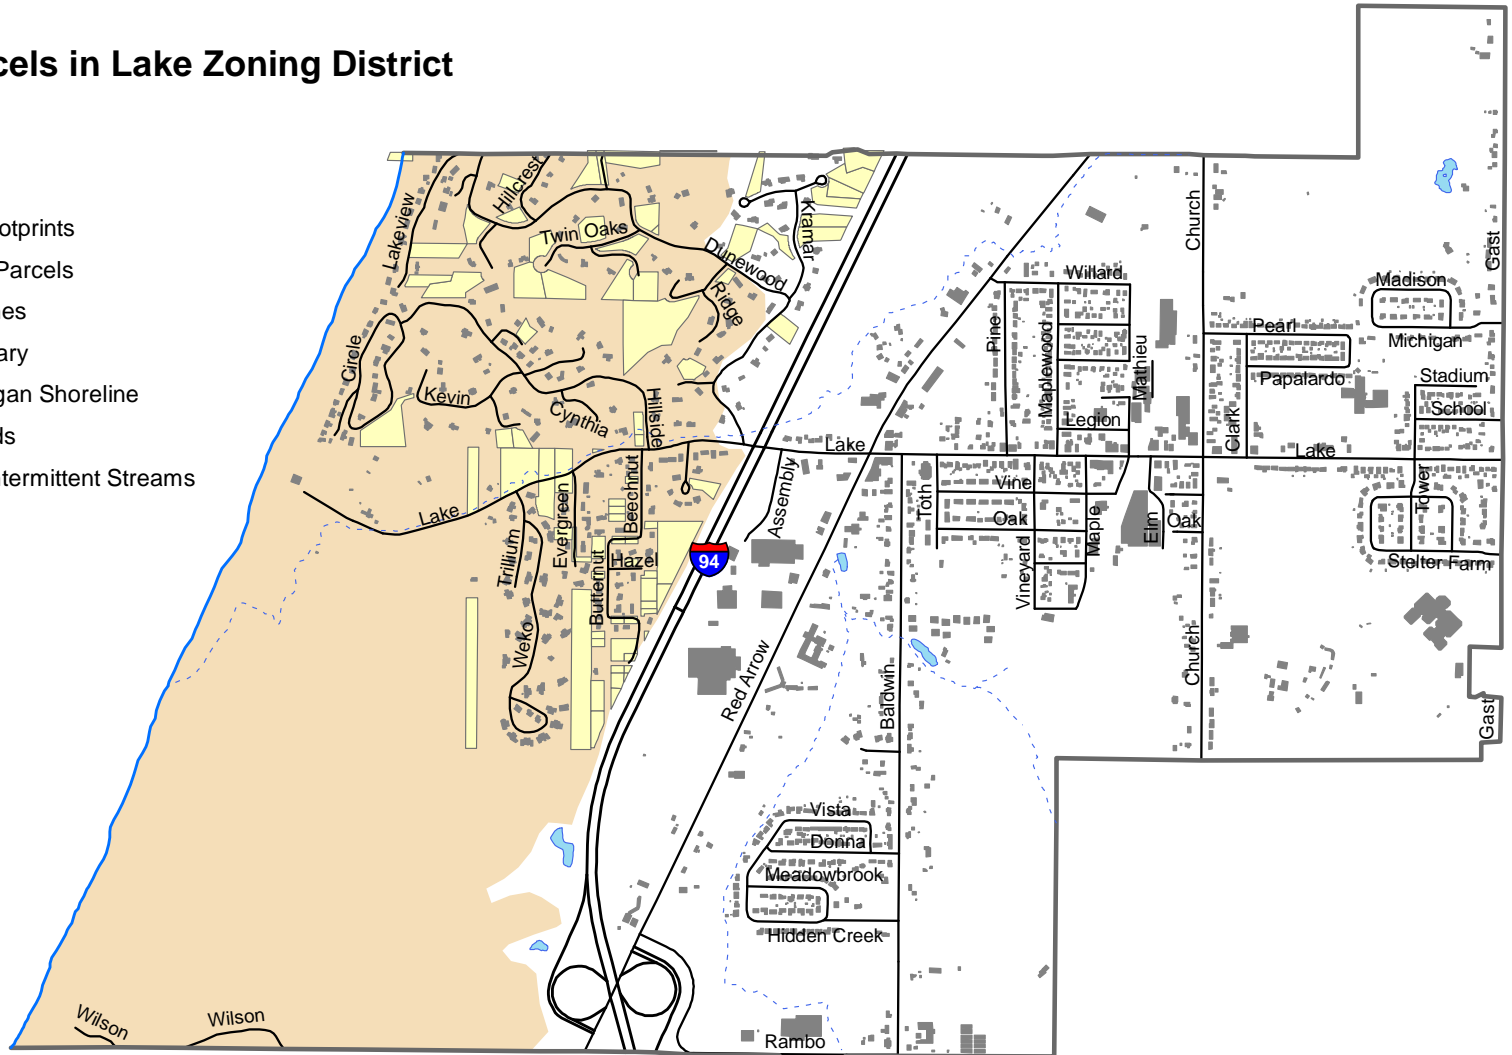 cels in Lake Zoning District
otprints
Parcels
nes
ary
gan Shoreline
ds
ntermittent Streams
Hillcrest
Lakeview
Twin Oaks
Kramar
Dunewood
Ridge
Circle
Kevin
Cynthia
Hillside
Lake
Trillium
Evergreen
Beechnut
Hazel
Butternut
Weko
94
Assembly
Lake
Red Arrow
Baldwin
Toth
Vine
Oak
Vineyard
Maple
Elm
Oak
Pine
Maplewood
Willard
Mathieu
Legion
Church
Church
Clark
Pearl
Papalardo
Lake
Madison
Michigan
Stadium
School
Tower
Stelter Farm
Gast
Gast
Vista
Donna
Meadowbrook
Hidden Creek
Rambo
Wilson
Wilson